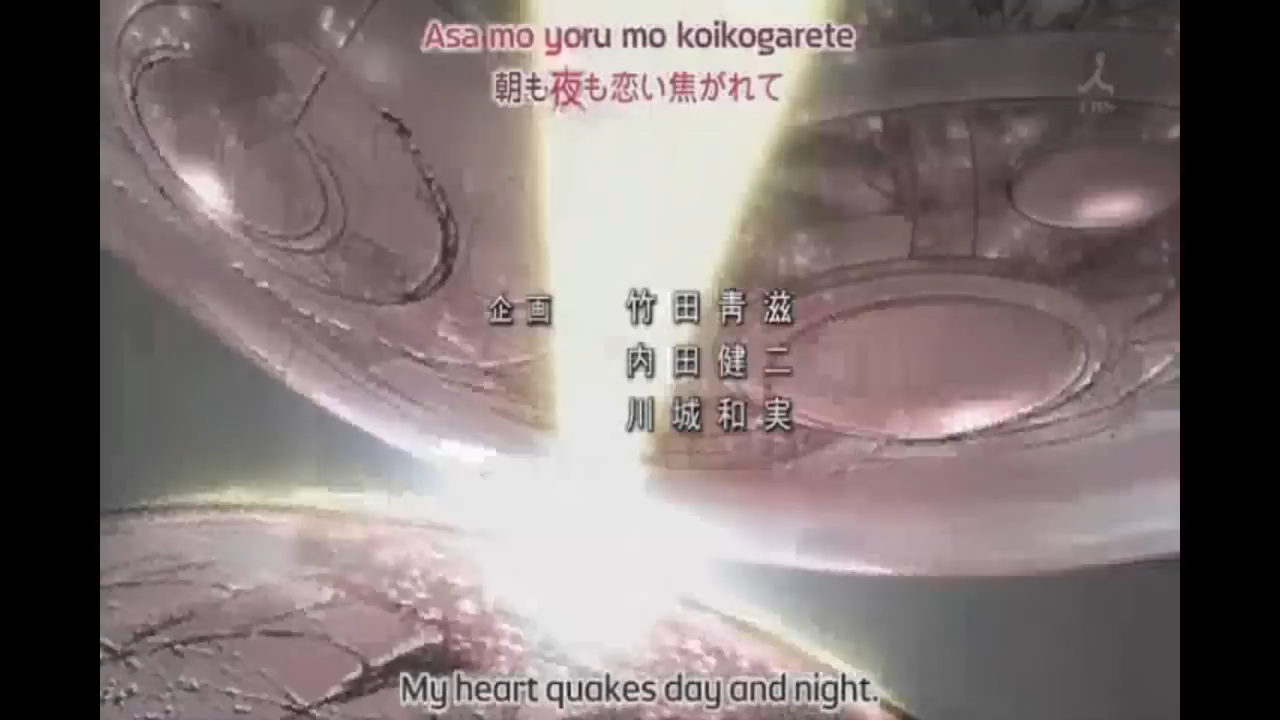 Asa mo yoru mo koikogarete
朝も夜も恋い焦がれて
TBS
企画 竹田青滋
内田健二
川城和実
My heart quakes day and night.